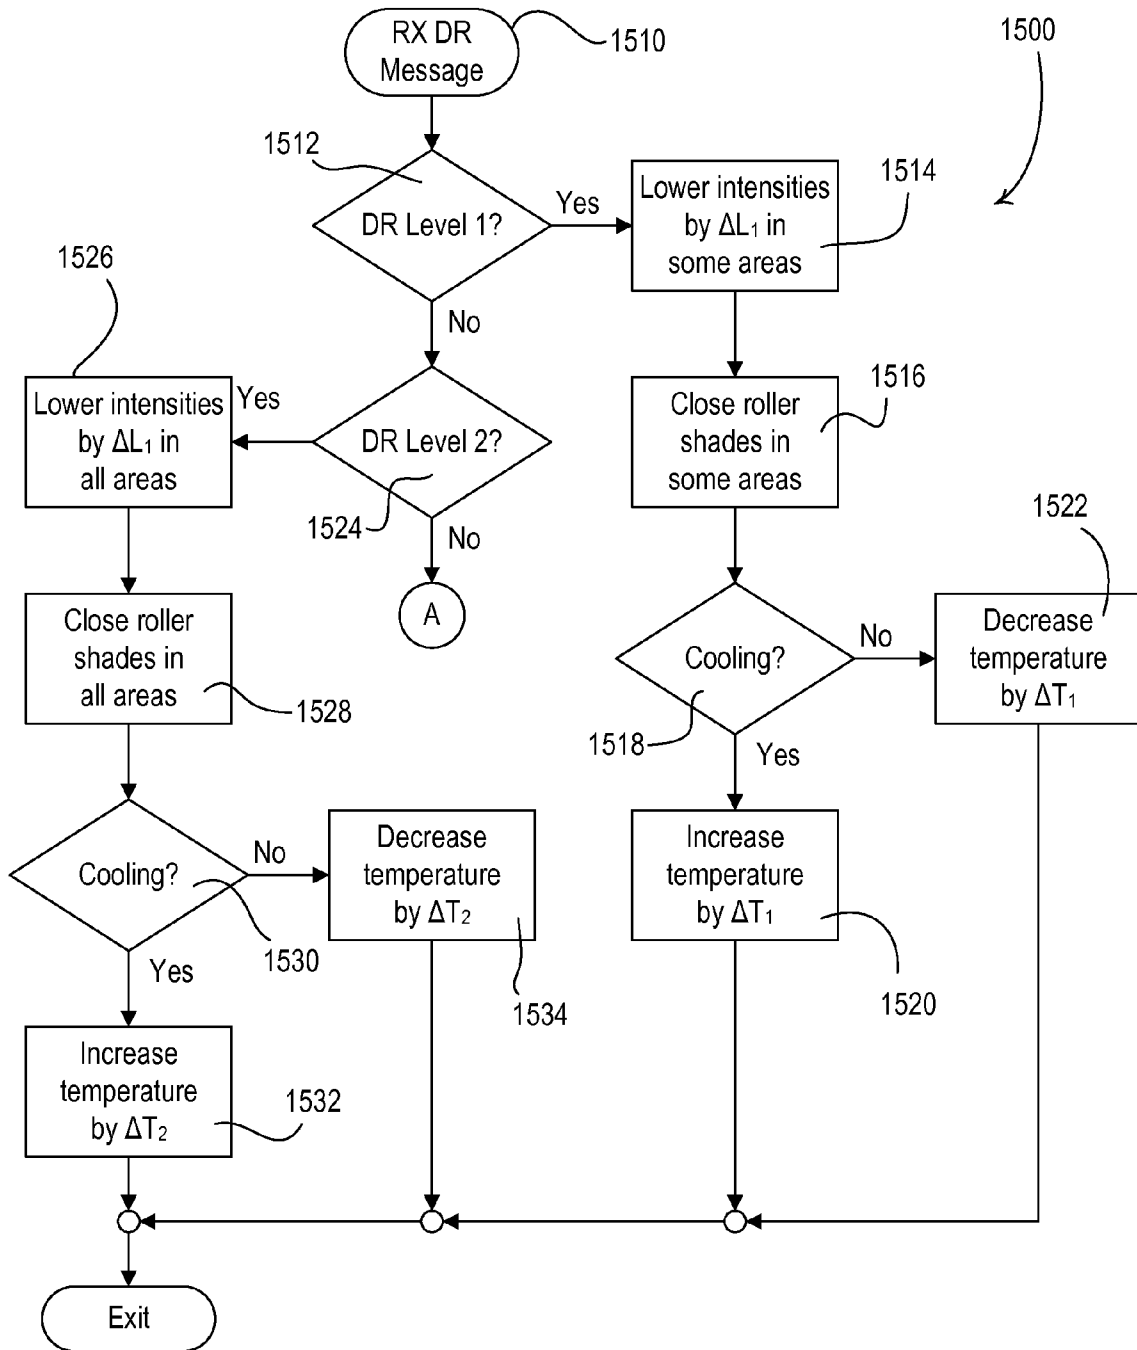 RX DR
Message
1510
1500
1512
DR Level 1?
Yes
Lower intensities
by ΔL₁ in
some areas
1514
No
1526
Lower intensities
by ΔL₁ in
all areas
Yes
DR Level 2?
1524
No
A
Close roller
shades in
some areas
1516
1522
Close roller
shades in
all areas
1528
Cooling?
1518
No
Decrease
temperature
by ΔT₁
Yes
Cooling?
1530
No
Decrease
temperature
by ΔT₂
1534
Increase
temperature
by ΔT₁
1520
Yes
Increase
temperature
by ΔT₂
1532
Exit